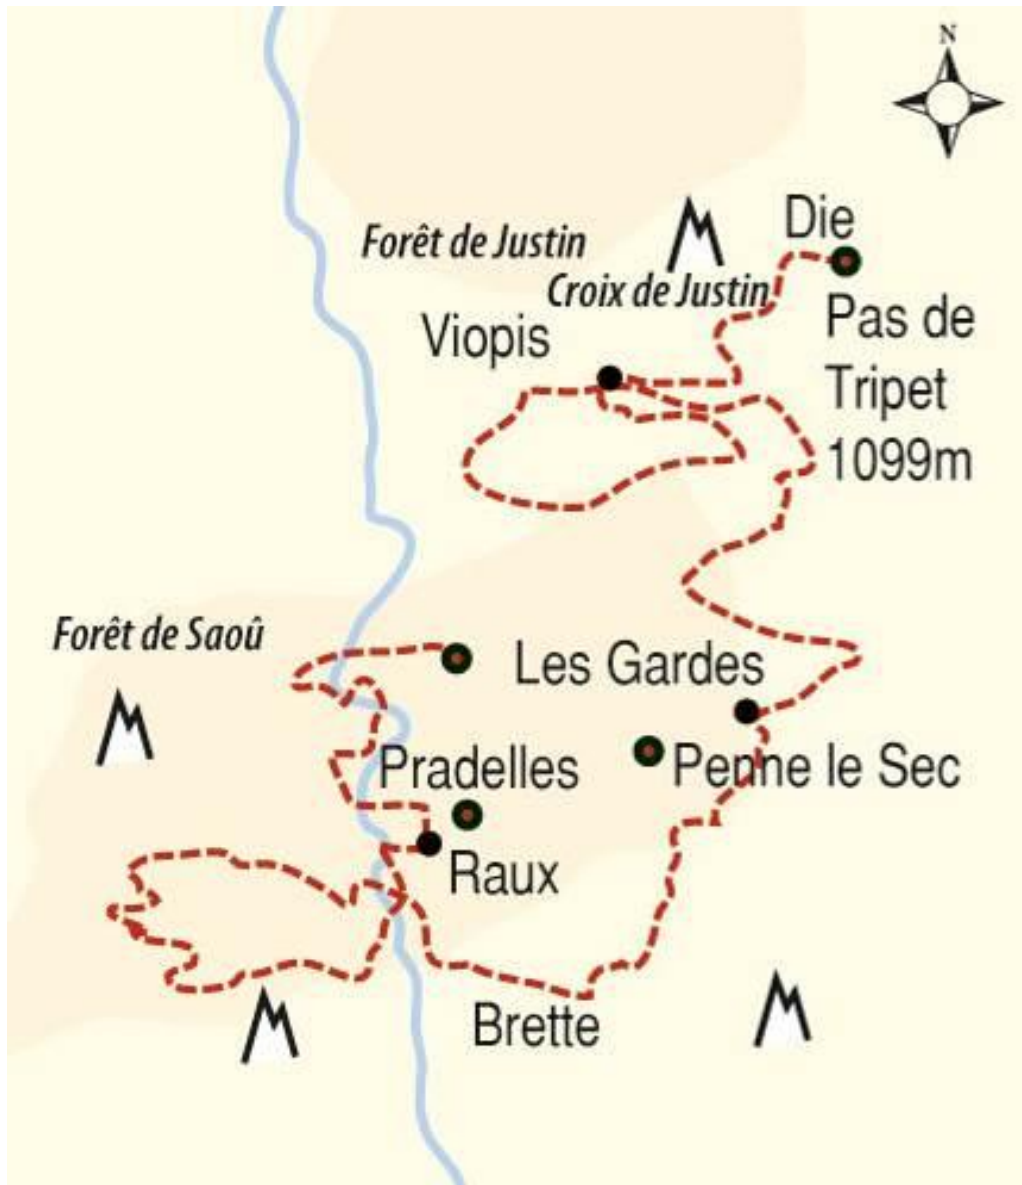 N
Die
Forêt de Justin
Croix de Justin
Pas de
Tripet
1099m
Viopis
Forêt de Saoû
Les Gardes
Pradelles
Penne le Sec
Raux
Brette